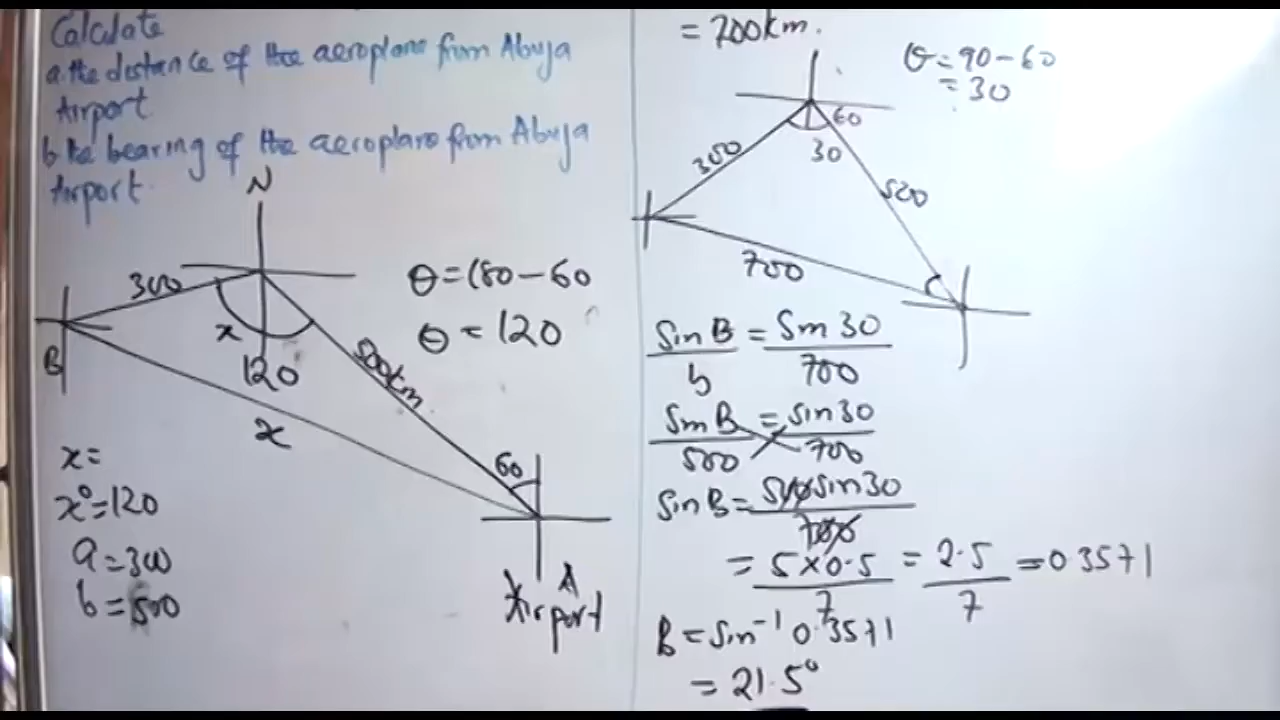 Calculate
a. the distance of the aeroplane from Abuja
Airport
b the bearing of the aeroplane from Abuja
Airport.
N
300
B
x
120
500km
x
60
A
Airport
θ = 180 - 60
θ = 120
x =
x° = 120
a = 300
b = 500
= 700km.
θ = 90 - 60
= 30
60
30
300
520
700
Sin B / b = Sin 30 / 700
Sin B / 500 = Sin 30 / 700
Sin B = 500 Sin 30 / 700
= 5 × 0.5 / 7 = 2.5 / 7 = 0.3571
B = Sin⁻¹ 0.3571
= 21.5°